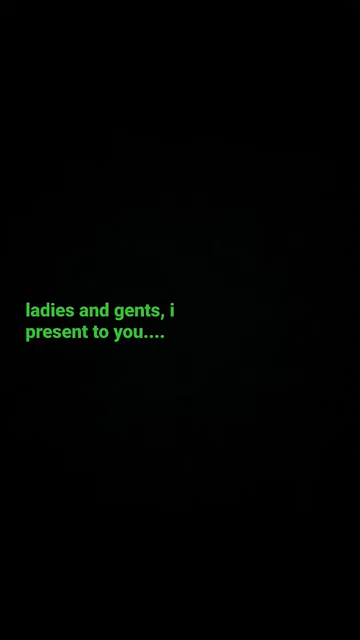 ladies and gents, i
present to you....